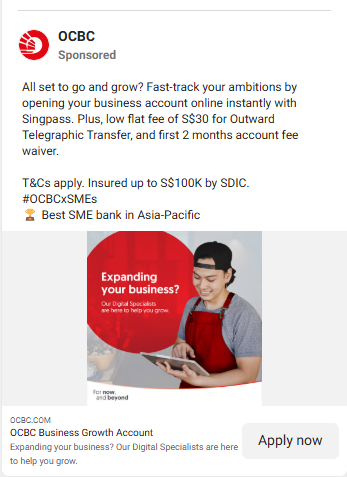 OCBC
Sponsored
All set to go and grow? Fast-track your ambitions by
opening your business account online instantly with
Singpass. Plus, low flat fee of S$30 for Outward
Telegraphic Transfer, and first 2 months account fee
waiver.
T&Cs apply. Insured up to S$100K by SDIC.
#OCBCxSMEs
🏆 Best SME bank in Asia-Pacific
Expanding
your business?
Our Digital Specialists
are here to help you grow.
For now,
and beyond
OCBC.COM
OCBC Business Growth Account
Expanding your business? Our Digital Specialists are here
to help you grow.
Apply now